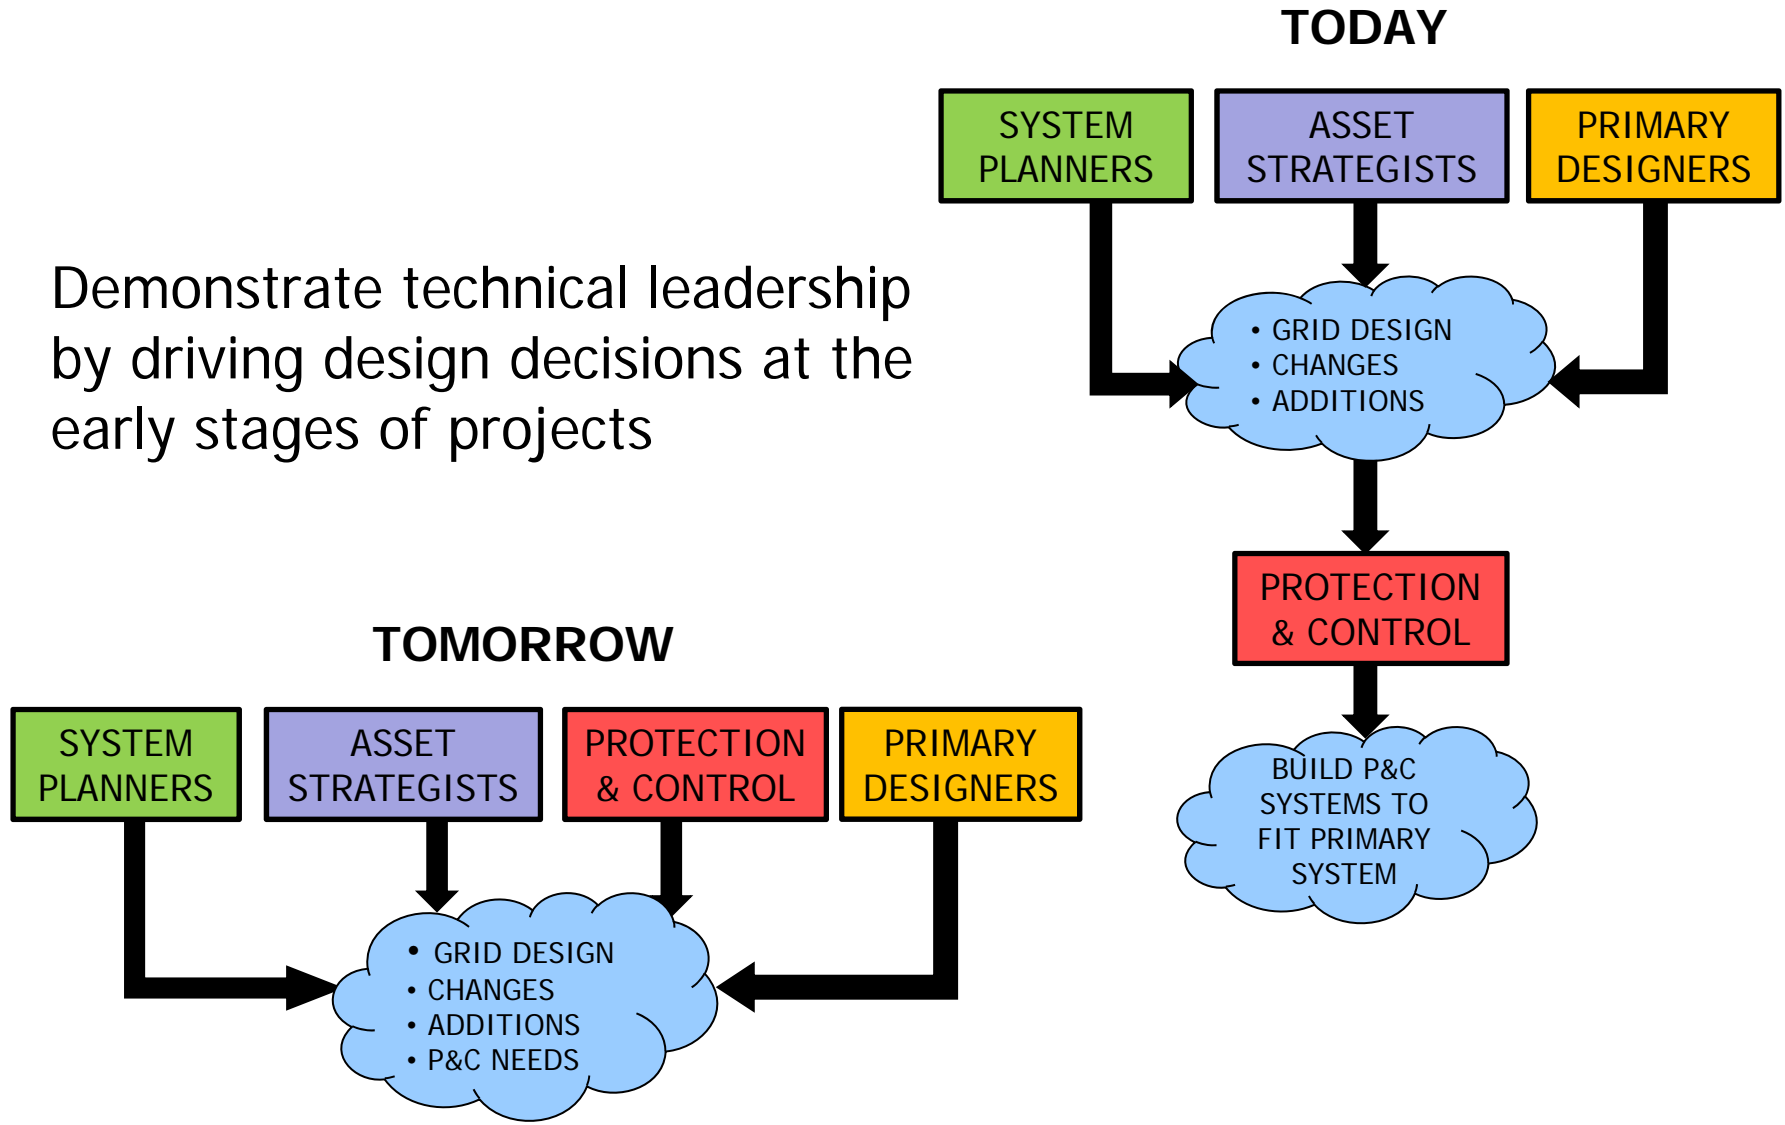 TODAY
SYSTEM
PLANNERS
ASSET
STRATEGISTS
PRIMARY
DESIGNERS
Demonstrate technical leadership
by driving design decisions at the
early stages of projects
• GRID DESIGN
• CHANGES
• ADDITIONS
PROTECTION
& CONTROL
BUILD P&C
SYSTEMS TO
FIT PRIMARY
SYSTEM
TOMORROW
SYSTEM
PLANNERS
ASSET
STRATEGISTS
PROTECTION
& CONTROL
PRIMARY
DESIGNERS
• GRID DESIGN
• CHANGES
• ADDITIONS
• P&C NEEDS